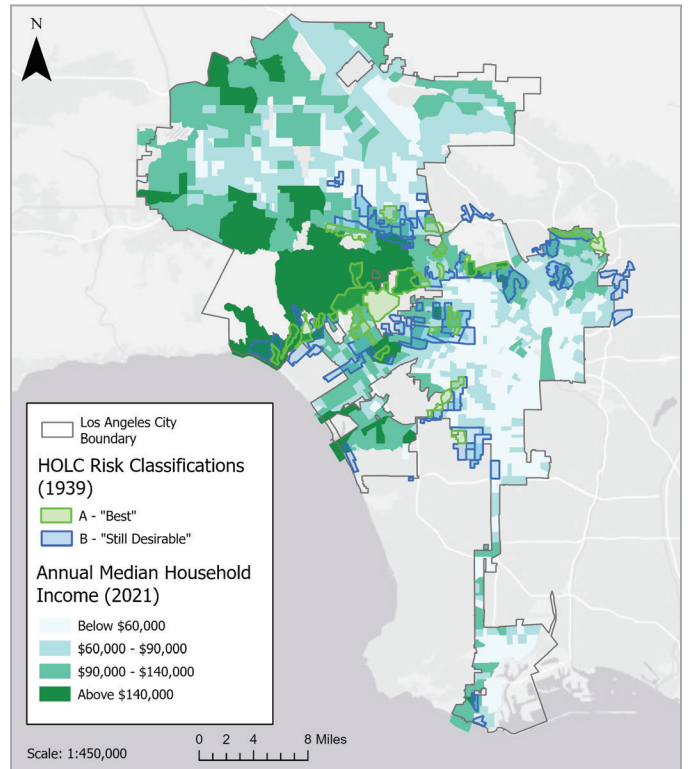 N
Los Angeles City
Boundary
HOLC Risk Classifications
(1939)
A - "Best"
B - "Still Desirable"
Annual Median Household
Income (2021)
Below $60,000
$60,000 - $90,000
$90,000 - $140,000
Above $140,000
Scale: 1:450,000
0 2 4 8 Miles